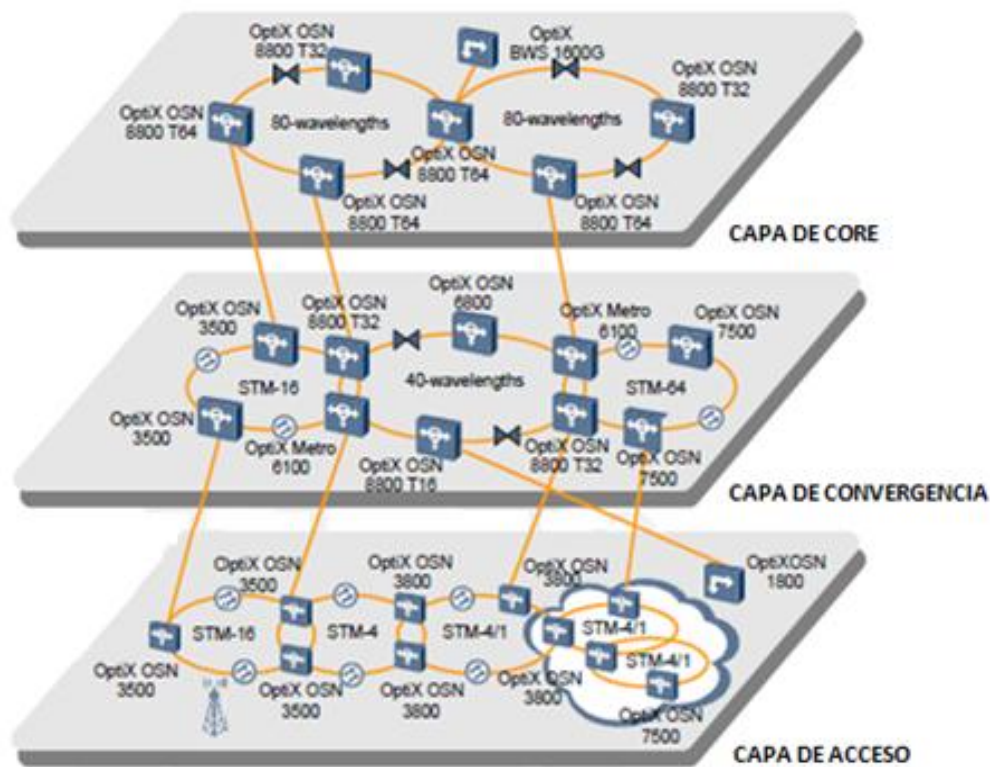 OptiX OSN
8800 T32
OptiX
BWS 1600G
OptiX OSN
8800 T32
OptiX OSN
8800 T64
80-wavelengths
80-wavelengths
OptiX OSN
8800 T64
OptiX OSN
8800 T64
OptiX OSN
8800 T64
CAPA DE CORE
OptiX OSN
3500
OptiX OSN
8800 T32
OptiX OSN
6800
OptiX Metro
6100
OptiX OSN
7500
STM-16
40-wavelengths
STM-64
OptiX OSN
3500
OptiX Metro
6100
OptiX OSN
8800 T16
OptiX OSN
8800 T32
OptiX OSN
7500
CAPA DE CONVERGENCIA
OptiX OSN
3500
OptiX OSN
3800
OptiX OSN
3800
OptiXOSN
1800
STM-16
STM-4
STM-4/1
STM-4/1
STM-4/1
OptiX OSN
3500
OptiX OSN
3500
OptiX OSN
3800
OptiX OSN
3800
OptiX OSN
7500
CAPA DE ACCESO